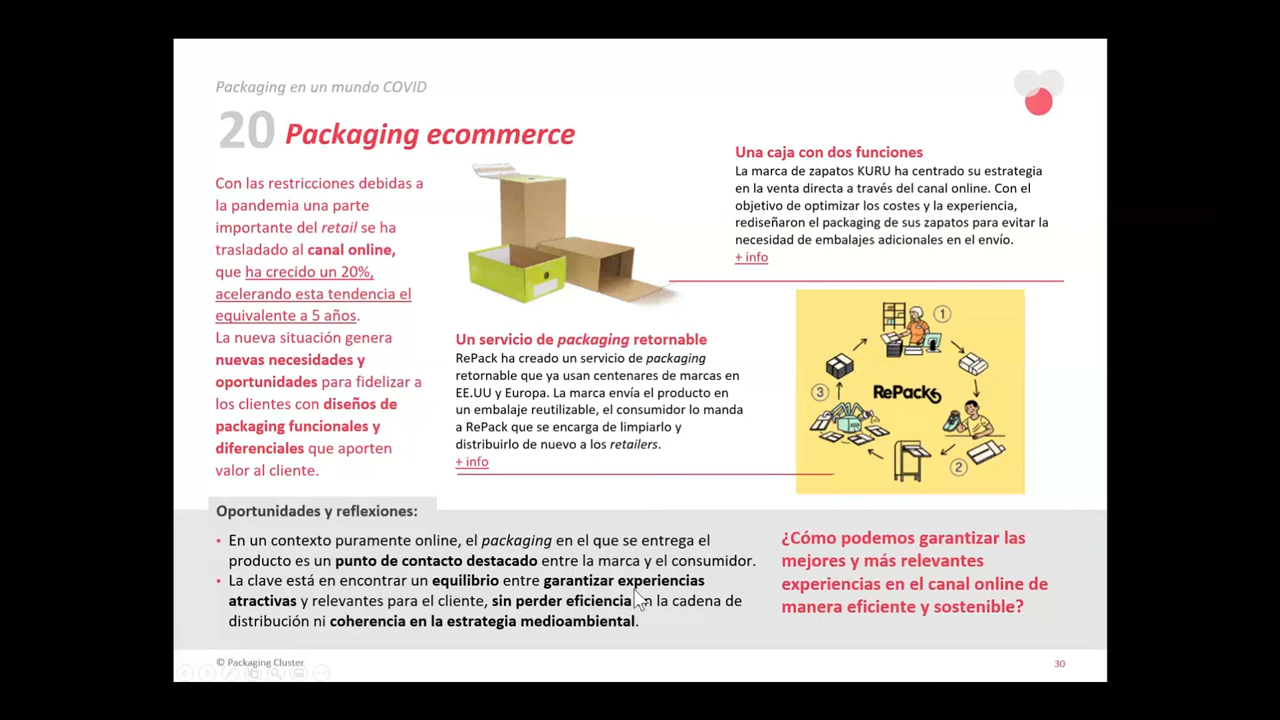 Packaging en un mundo COVID
20 Packaging ecommerce
Con las restricciones debidas a
la pandemia una parte
importante del retail se ha
trasladado al canal online,
que ha crecido un 20%,
acelerando esta tendencia el
equivalente a 5 años.
La nueva situación genera
nuevas necesidades y
oportunidades para fidelizar a
los clientes con diseños de
packaging funcionales y
diferenciales que aporten
valor al cliente.
Una caja con dos funciones
La marca de zapatos KURU ha centrado su estrategia
en la venta directa a través del canal online. Con el
objetivo de optimizar los costes y la experiencia,
rediseñaron el packaging de sus zapatos para evitar la
necesidad de embalajes adicionales en el envío.
+ info
Un servicio de packaging retornable
RePack ha creado un servicio de packaging
retornable que ya usan centenares de marcas en
EE.UU y Europa. La marca envía el producto en
un embalaje reutilizable, el consumidor lo manda
a RePack que se encarga de limpiarlo y
distribuirlo de nuevo a los retailers.
+ info
1
RePack
3
2
Oportunidades y reflexiones:
• En un contexto puramente online, el packaging en el que se entrega el
producto es un punto de contacto destacado entre la marca y el consumidor.
• La clave está en encontrar un equilibrio entre garantizar experiencias
atractivas y relevantes para el cliente, sin perder eficiencia en la cadena de
distribución ni coherencia en la estrategia medioambiental.
¿Cómo podemos garantizar las
mejores y más relevantes
experiencias en el canal online de
manera eficiente y sostenible?
© Packaging Cluster
30